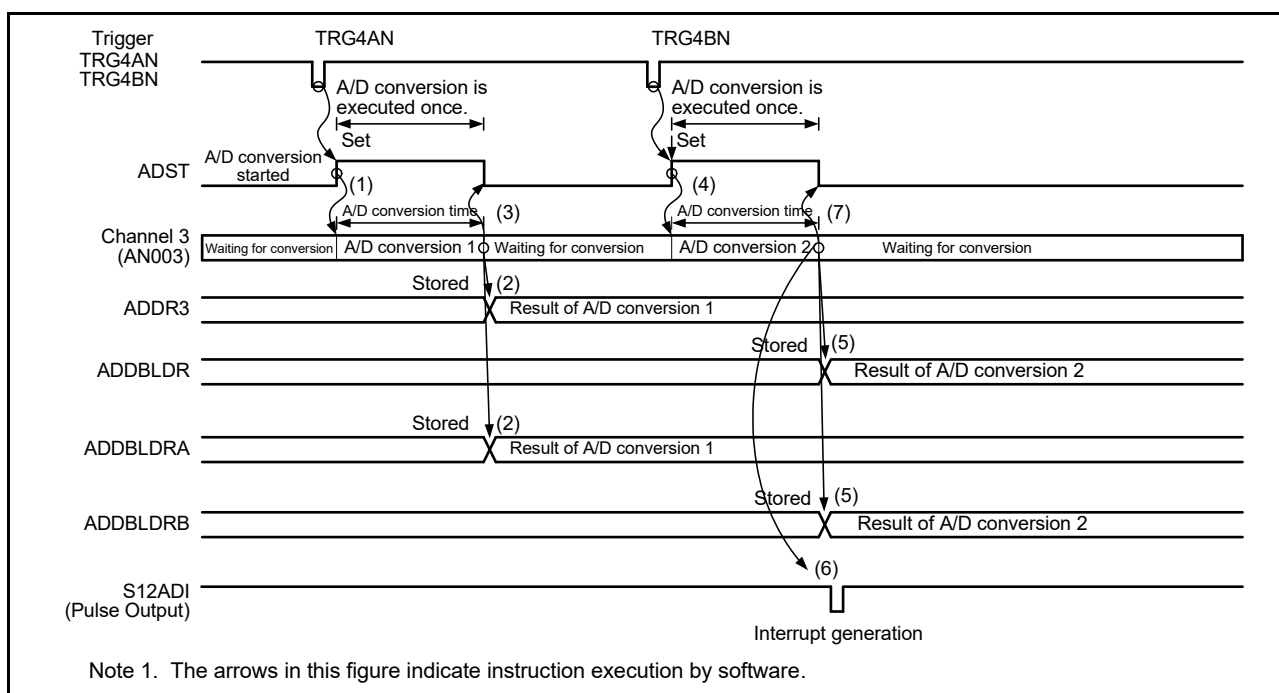 Trigger
TRG4AN
TRG4BN
TRG4AN
TRG4BN
A/D conversion is
executed once.
A/D conversion is
executed once.
Set
Set
ADST
A/D conversion
started
(1)
(4)
A/D conversion time
(3)
A/D conversion time
(7)
Channel 3
(AN003)
Waiting for conversion
A/D conversion 1
Waiting for conversion
A/D conversion 2
Waiting for conversion
Stored
(2)
ADDR3
Result of A/D conversion 1
Stored
(5)
ADDBLDR
Result of A/D conversion 2
Stored
(2)
ADDBLDRA
Result of A/D conversion 1
Stored
(5)
ADDBLDRB
Result of A/D conversion 2
(6)
S12ADI
(Pulse Output)
Interrupt generation
Note 1. The arrows in this figure indicate instruction execution by software.